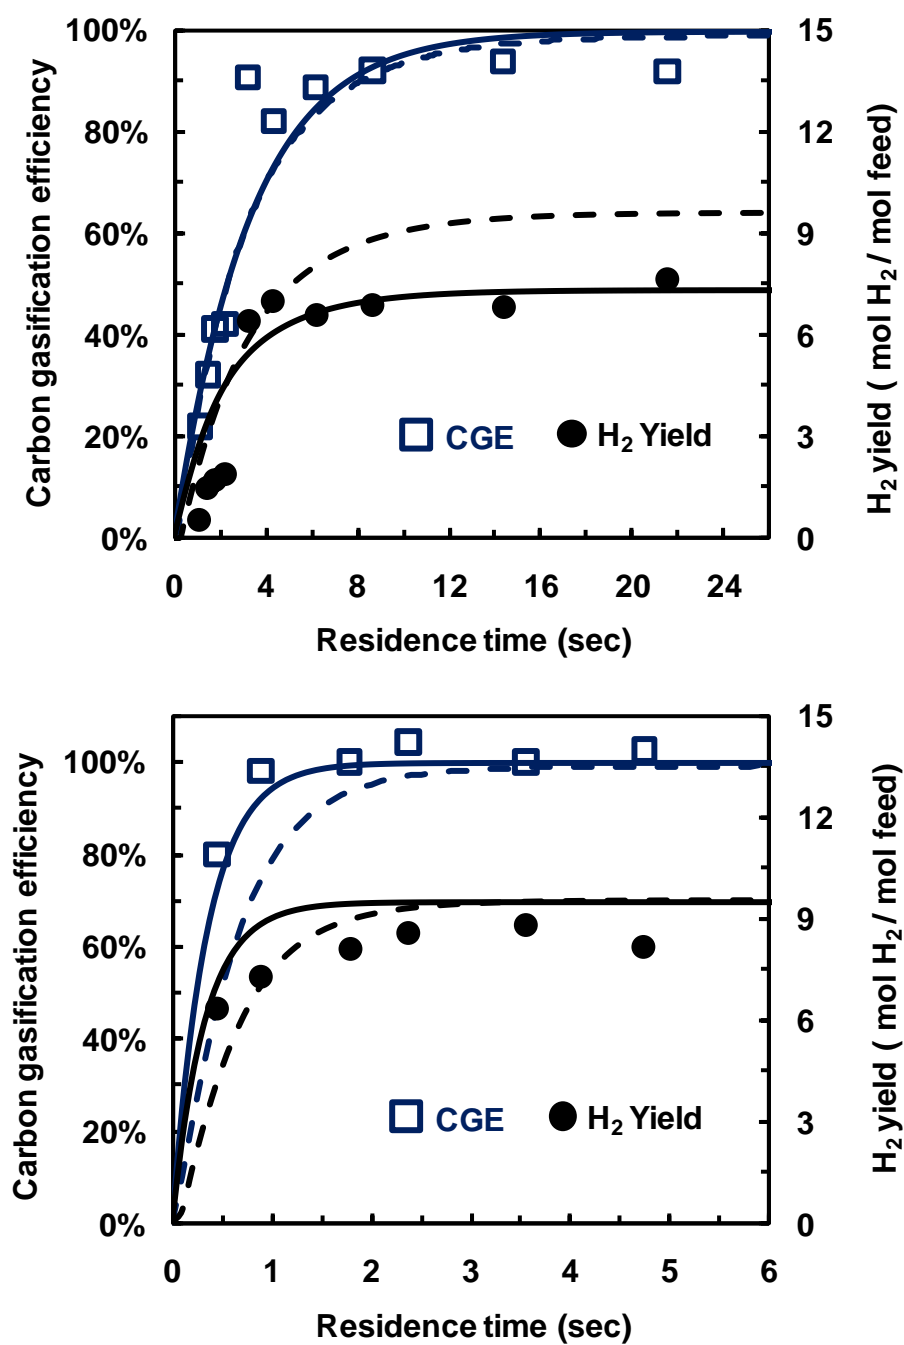 Carbon gasification efficiency
100%
80%
60%
40%
20%
0%
15
12
9
6
3
0
H₂ yield ( mol H₂ / mol feed)
CGE
H₂ Yield
0 4 8 12 16 20 24
Residence time (sec)
Carbon gasification efficiency
100%
80%
60%
40%
20%
0%
15
12
9
6
3
0
H₂ yield ( mol H₂ / mol feed)
CGE
H₂ Yield
0 1 2 3 4 5 6
Residence time (sec)